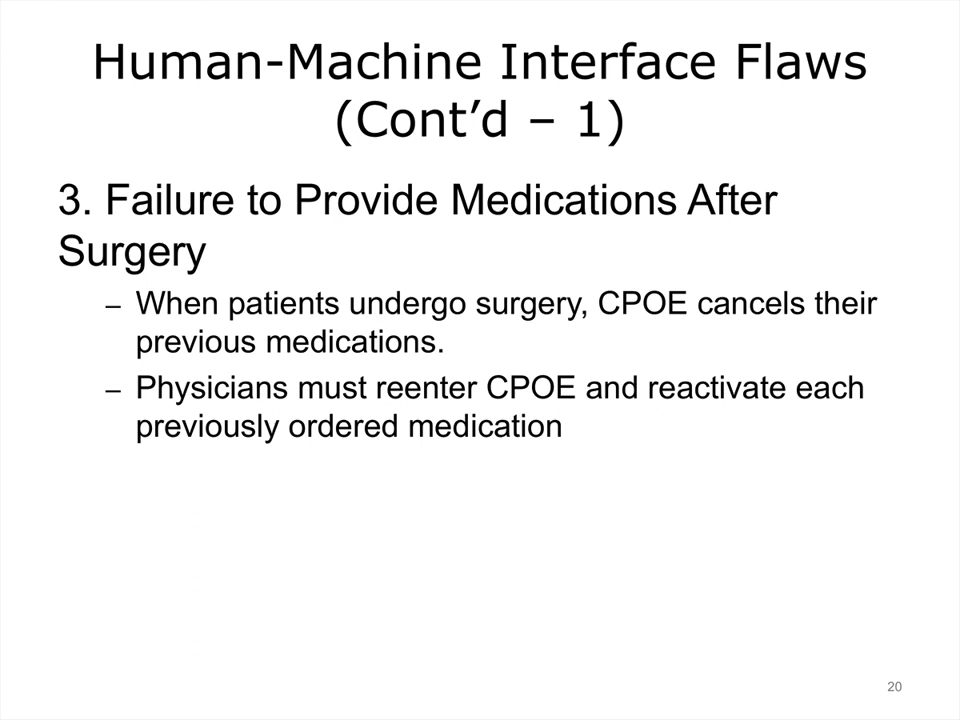 Human-Machine Interface Flaws
(Cont’d – 1)
3. Failure to Provide Medications After
Surgery
– When patients undergo surgery, CPOE cancels their
previous medications.
– Physicians must reenter CPOE and reactivate each
previously ordered medication
20